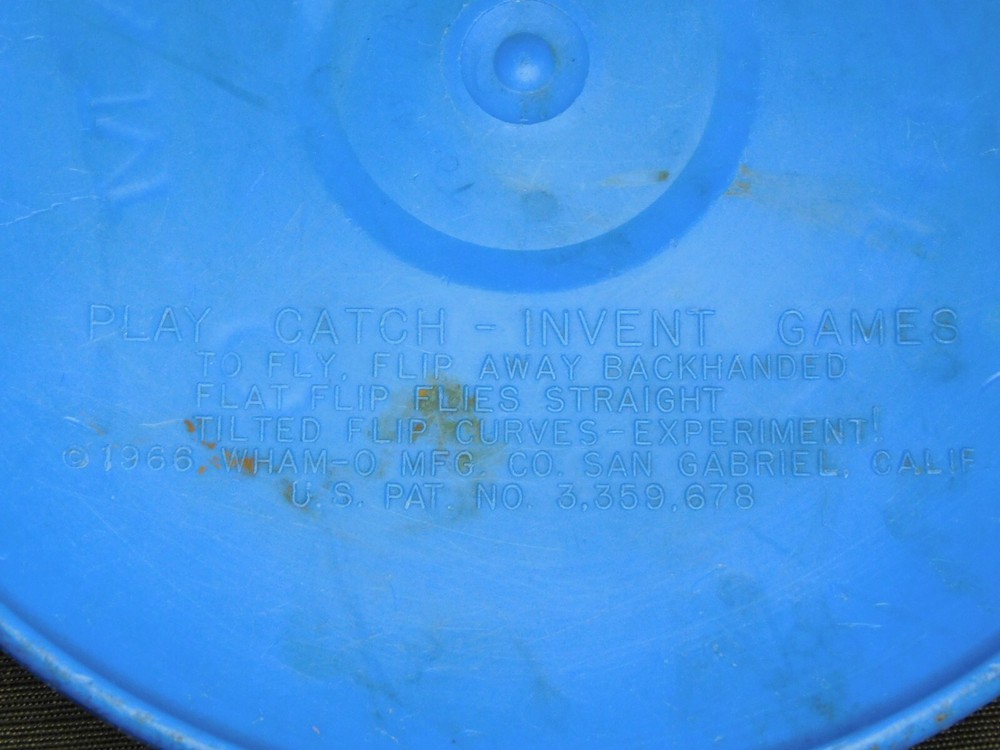 PLAY CATCH - INVENT GAMES
TO FLY, FLIP AWAY BACKHANDED
FLAT FLIP FLIES STRAIGHT
TILTED FLIP CURVES-EXPERIMENT!
©1966 WHAM-O MFG. CO. SAN GABRIEL, CALIF
U.S. PAT. NO. 3,359,678